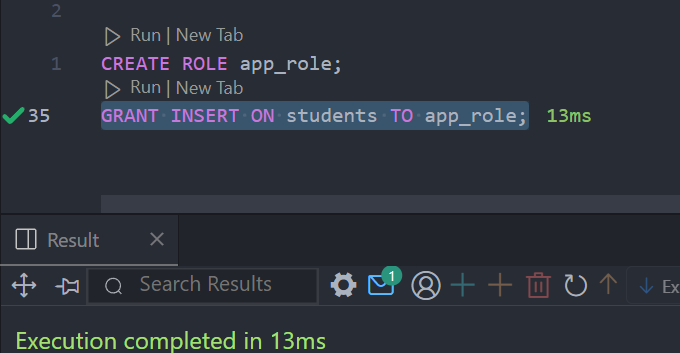 2
Run | New Tab
1 CREATE ROLE app_role;
Run | New Tab
35 GRANT INSERT ON students TO app_role; 13ms
Result
Search Results 1 Ex
Execution completed in 13ms